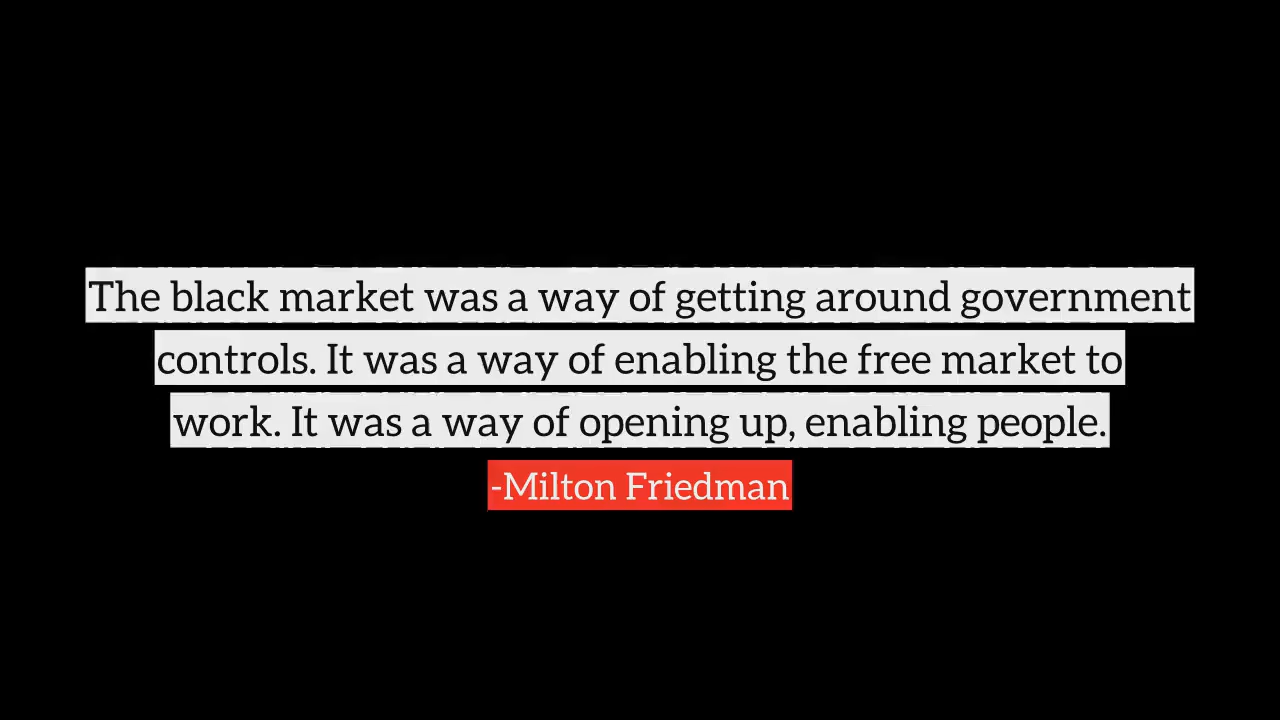 The black market was a way of getting around government
controls. It was a way of enabling the free market to
work. It was a way of opening up, enabling people.
-Milton Friedman